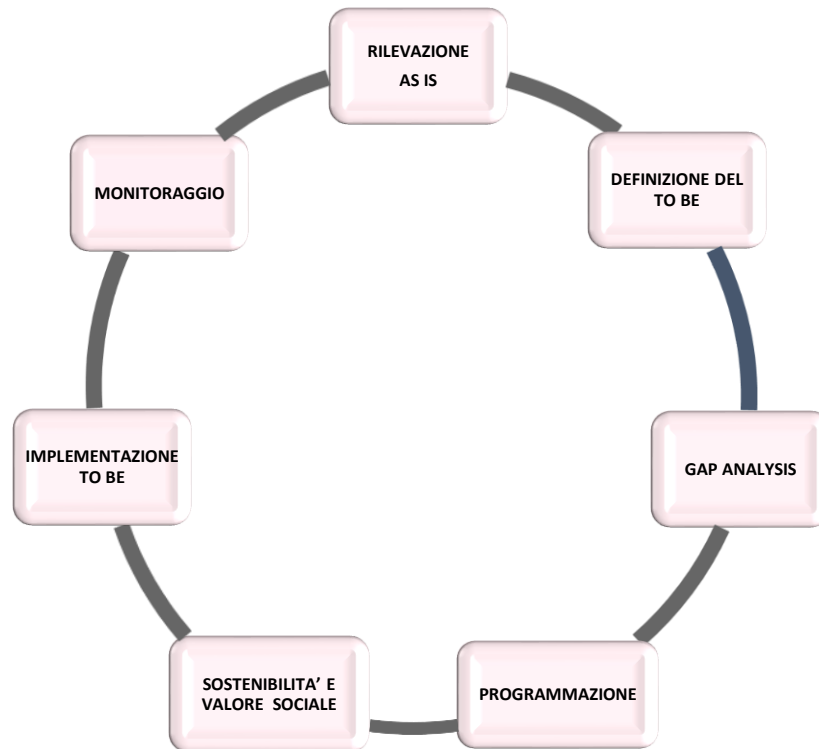 RILEVAZIONE
AS IS
DEFINIZIONE DEL
TO BE
GAP ANALYSIS
PROGRAMMAZIONE
SOSTENIBILITA’ E
VALORE SOCIALE
IMPLEMENTAZIONE
TO BE
MONITORAGGIO